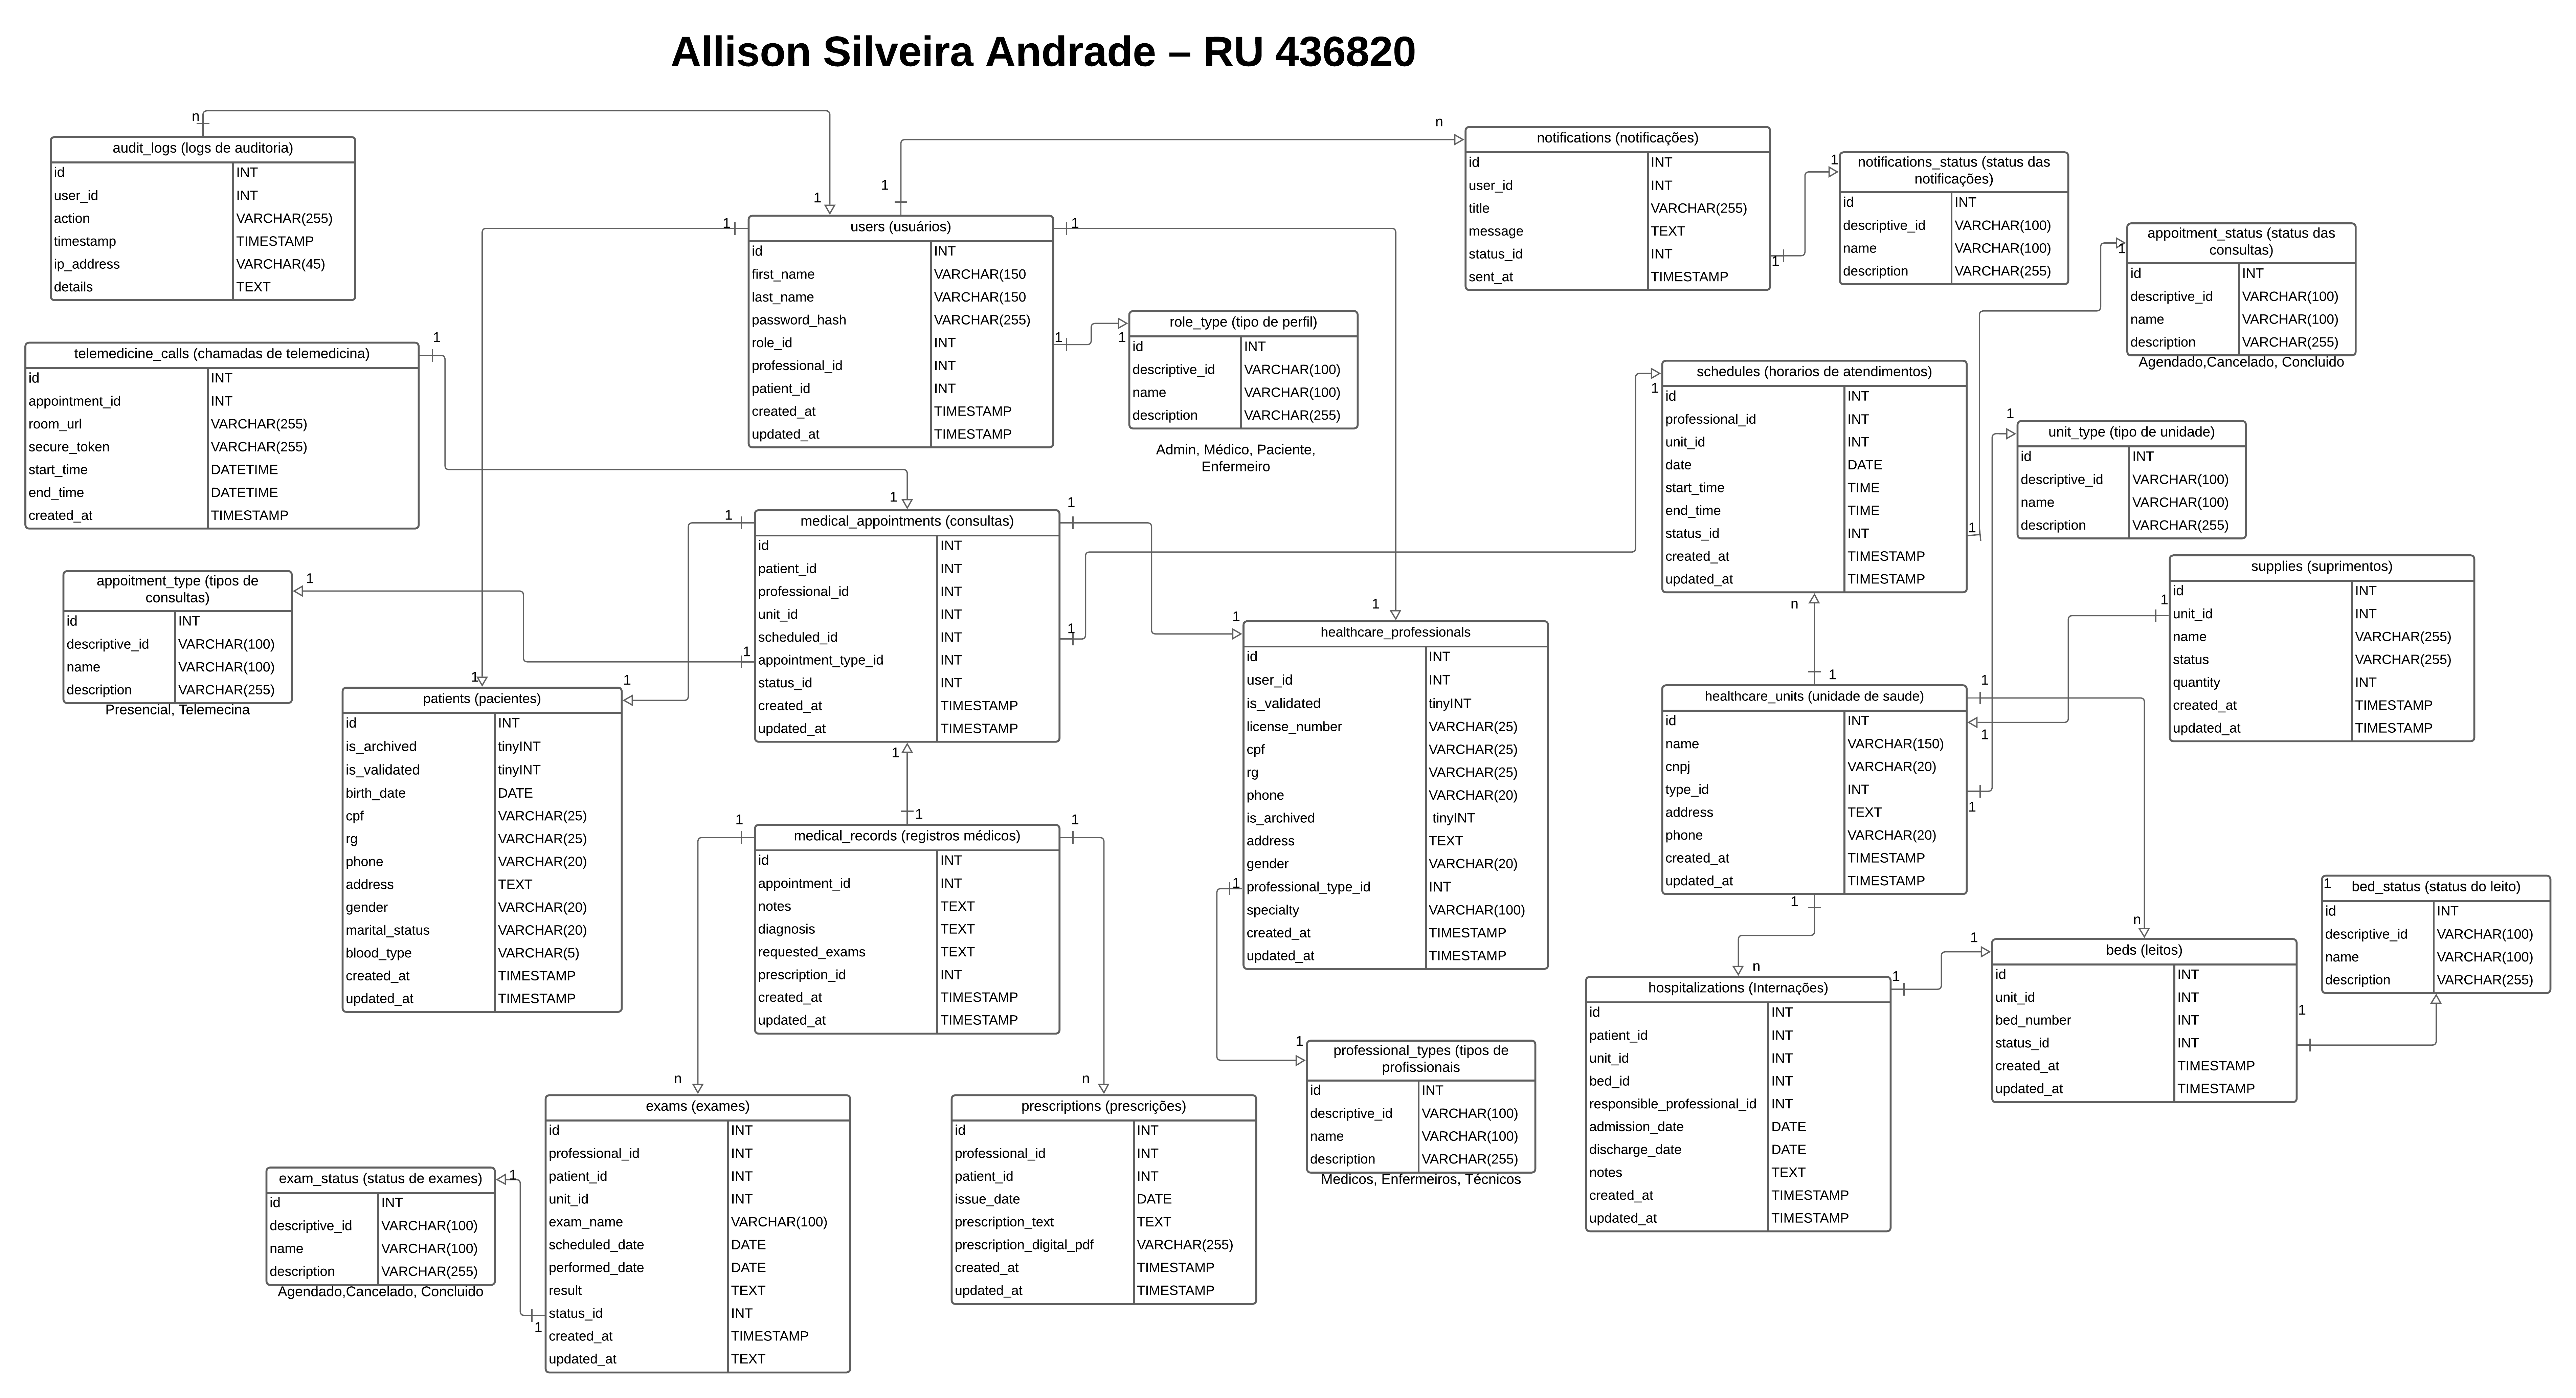 Allison Silveira Andrade – RU 436820
n
audit_logs (logs de auditoria)
id INT
user_id INT
action VARCHAR(255)
timestamp TIMESTAMP
ip_address VARCHAR(45)
details TEXT
1
1
n
notifications (notificações)
id INT
user_id INT
title VARCHAR(255)
message TEXT
status_id INT
sent_at TIMESTAMP
1
1
notifications_status (status das
notificações)
id INT
descriptive_id VARCHAR(100)
name VARCHAR(100)
description VARCHAR(255)
1
appoitment_status (status das
consultas)
id INT
descriptive_id VARCHAR(100)
name VARCHAR(100)
description VARCHAR(255)
Agendado,Cancelado, Concluido
1
1
users (usuários)
id INT
first_name VARCHAR(150
last_name VARCHAR(150
password_hash VARCHAR(255)
role_id INT
professional_id INT
patient_id INT
created_at TIMESTAMP
updated_at TIMESTAMP
1
1
role_type (tipo de perfil)
id INT
descriptive_id VARCHAR(100)
name VARCHAR(100)
description VARCHAR(255)
Admin, Médico, Paciente,
Enfermeiro
1
telemedicine_calls (chamadas de telemedicina)
id INT
appointment_id INT
room_url VARCHAR(255)
secure_token VARCHAR(255)
start_time DATETIME
end_time DATETIME
created_at TIMESTAMP
1
schedules (horarios de atendimentos)
id INT
professional_id INT
unit_id INT
date DATE
start_time TIME
end_time TIME
status_id INT
created_at TIMESTAMP
updated_at TIMESTAMP
1
n
1
unit_type (tipo de unidade)
id INT
descriptive_id VARCHAR(100)
name VARCHAR(100)
description VARCHAR(255)
1
1
1
medical_appointments (consultas)
id INT
patient_id INT
professional_id INT
unit_id INT
scheduled_id INT
appointment_type_id INT
status_id INT
created_at TIMESTAMP
updated_at TIMESTAMP
1
1
1
1
appoitment_type (tipos de
consultas)
id INT
descriptive_id VARCHAR(100)
name VARCHAR(100)
description VARCHAR(255)
Presencial, Telemecina
1
supplies (suprimentos)
id INT
unit_id INT
name VARCHAR(255)
status VARCHAR(255)
quantity INT
created_at TIMESTAMP
updated_at TIMESTAMP
1
1
healthcare_professionals
id INT
user_id INT
is_validated tinyINT
license_number VARCHAR(25)
cpf VARCHAR(25)
rg VARCHAR(25)
phone VARCHAR(20)
is_archived tinyINT
address TEXT
gender VARCHAR(20)
professional_type_id INT
specialty VARCHAR(100)
created_at TIMESTAMP
updated_at TIMESTAMP
1
1
1
patients (pacientes)
id INT
is_archived tinyINT
is_validated tinyINT
birth_date DATE
cpf VARCHAR(25)
rg VARCHAR(25)
phone VARCHAR(20)
address TEXT
gender VARCHAR(20)
marital_status VARCHAR(20)
blood_type VARCHAR(5)
created_at TIMESTAMP
updated_at TIMESTAMP
1
1
healthcare_units (unidade de saude)
id INT
name VARCHAR(150)
cnpj VARCHAR(20)
type_id INT
address TEXT
phone VARCHAR(20)
created_at TIMESTAMP
updated_at TIMESTAMP
1
1
1
1
1
1
medical_records (registros médicos)
id INT
appointment_id INT
notes TEXT
diagnosis TEXT
requested_exams TEXT
prescription_id INT
created_at TIMESTAMP
updated_at TIMESTAMP
1
bed_status (status do leito)
id INT
descriptive_id VARCHAR(100)
name VARCHAR(100)
description VARCHAR(255)
n
1
beds (leitos)
id INT
unit_id INT
bed_number INT
status_id INT
created_at TIMESTAMP
updated_at TIMESTAMP
1
n
1
hospitalizations (Internações)
id INT
patient_id INT
unit_id INT
bed_id INT
responsible_professional_id INT
admission_date DATE
discharge_date DATE
notes TEXT
created_at TIMESTAMP
updated_at TIMESTAMP
1
professional_types (tipos de
profissionais
id INT
descriptive_id VARCHAR(100)
name VARCHAR(100)
description VARCHAR(255)
Medicos, Enfermeiros, Técnicos
n
exams (exames)
id INT
professional_id INT
patient_id INT
unit_id INT
exam_name VARCHAR(100)
scheduled_date DATE
performed_date DATE
result TEXT
status_id INT
created_at TIMESTAMP
updated_at TEXT
n
prescriptions (prescrições)
id INT
professional_id INT
patient_id INT
issue_date DATE
prescription_text TEXT
prescription_digital_pdf VARCHAR(255)
created_at TIMESTAMP
updated_at TIMESTAMP
1
exam_status (status de exames)
id INT
descriptive_id VARCHAR(100)
name VARCHAR(100)
description VARCHAR(255)
Agendado,Cancelado, Concluido
1